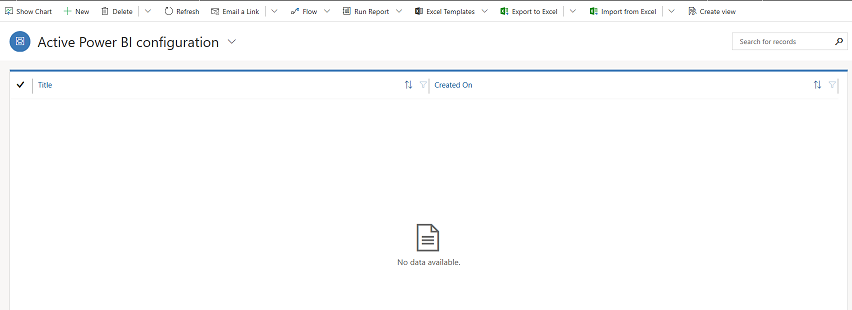 Show Chart New Delete Refresh Email a Link Flow Run Report Excel Templates Export to Excel Import from Excel Create view
Active Power BI configuration
Search for records
Title Created On
No data available.